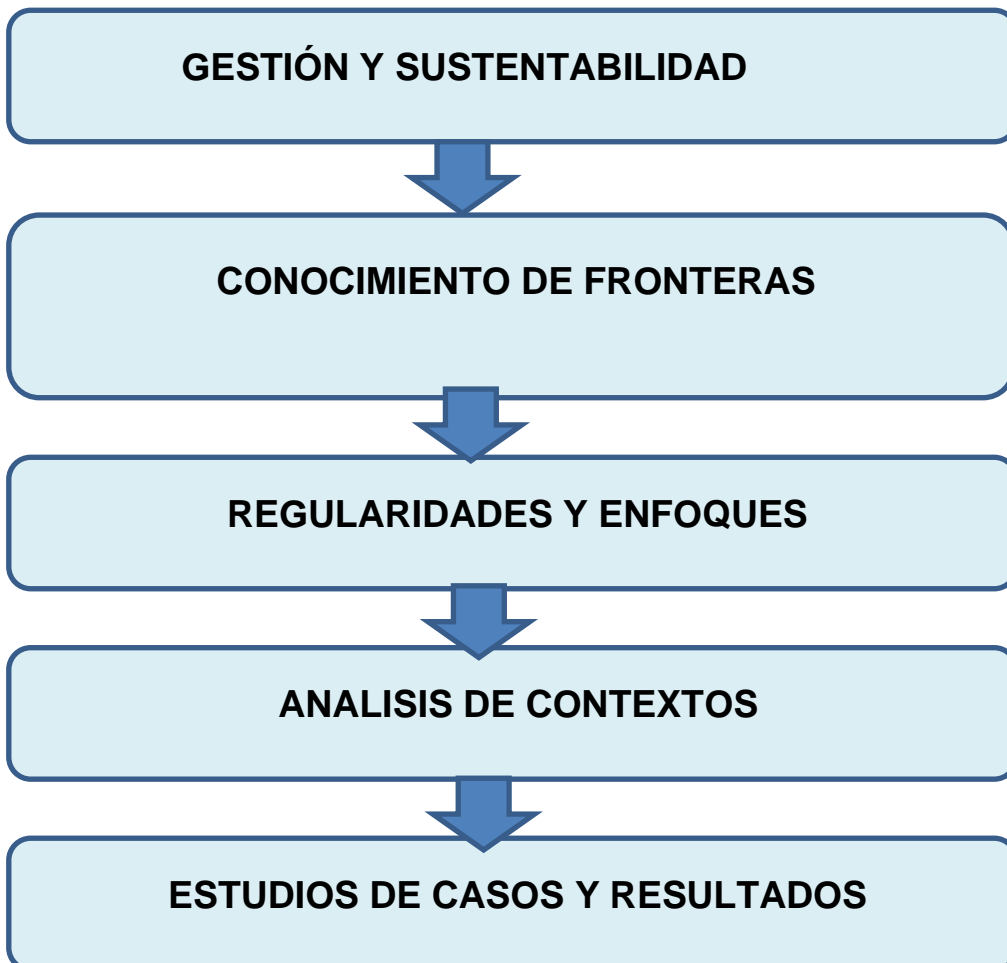 GESTIÓN Y SUSTENTABILIDAD
CONOCIMIENTO DE FRONTERAS
REGULARIDADES Y ENFOQUES
ANALISIS DE CONTEXTOS
ESTUDIOS DE CASOS Y RESULTADOS